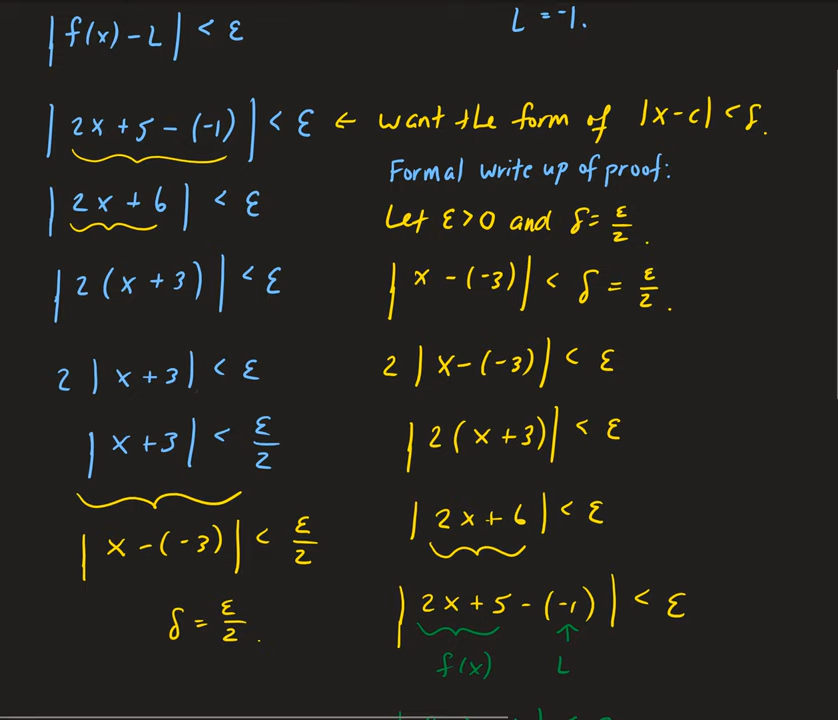 |f(x) - L| < ε
L = -1.
|2x + 5 - (-1)| < ε ← want the form of |x-c| < δ.
|2x + 6| < ε
|2(x + 3)| < ε
2|x + 3| < ε
|x + 3| < ε/2
|x - (-3)| < ε/2
δ = ε/2.
Formal write up of proof:
Let ε > 0 and δ = ε/2.
|x - (-3)| < δ = ε/2.
2|x - (-3)| < ε
|2(x + 3)| < ε
|2x + 6| < ε
|2x + 5 - (-1)| < ε
f(x) L